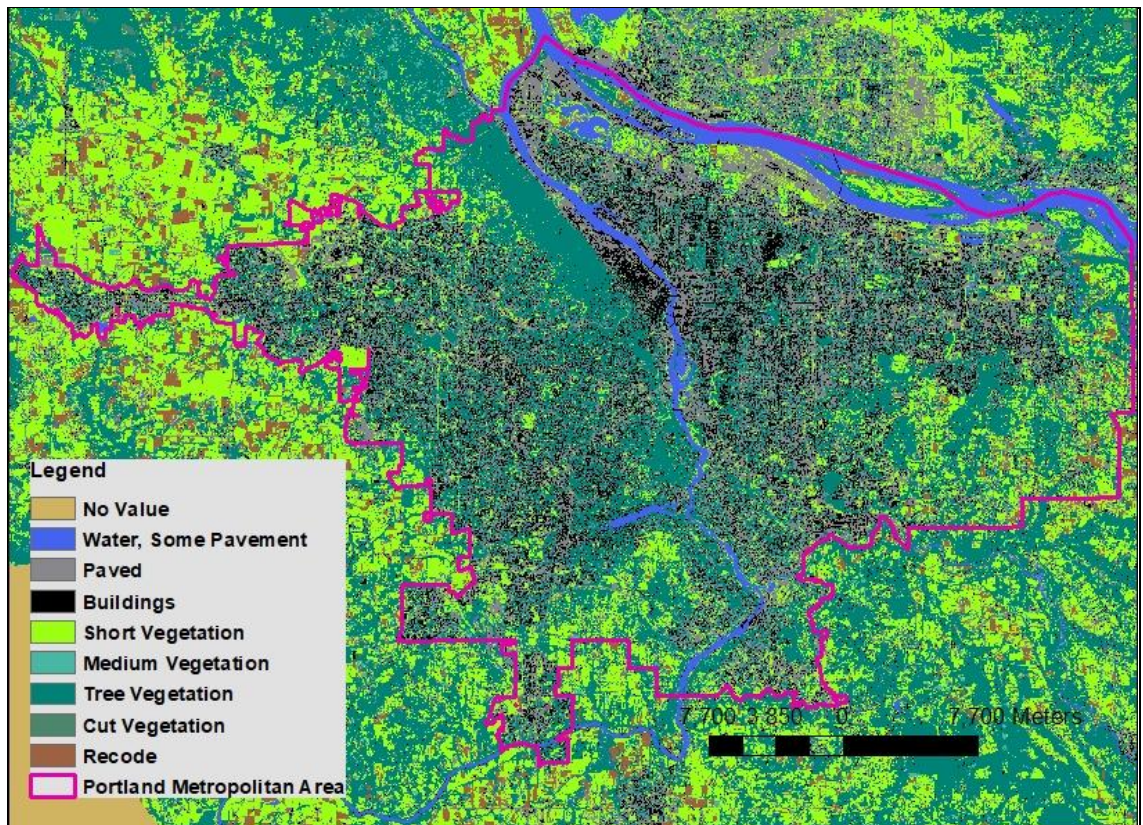 Legend
No Value
Water, Some Pavement
Paved
Buildings
Short Vegetation
Medium Vegetation
Tree Vegetation
Cut Vegetation
Recode
Portland Metropolitan Area
7,700 3,850 0 7,700 Meters